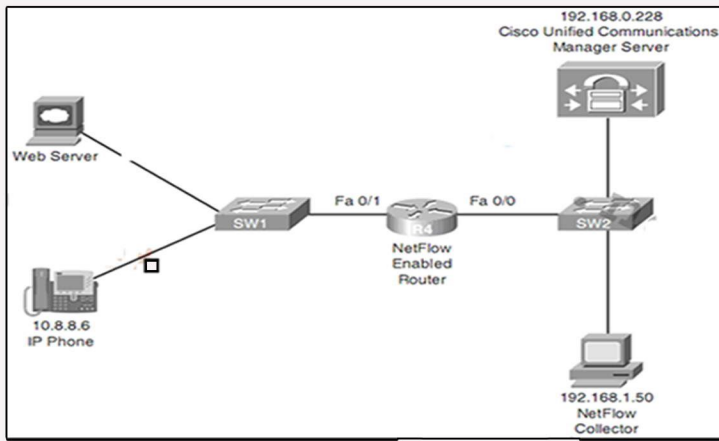 192.168.0.228
Cisco Unified Communications
Manager Server
Web Server
SW1
Fa 0/1
R4
Fa 0/0
SW2
NetFlow
Enabled
Router
10.8.8.6
IP Phone
192.168.1.50
NetFlow
Collector